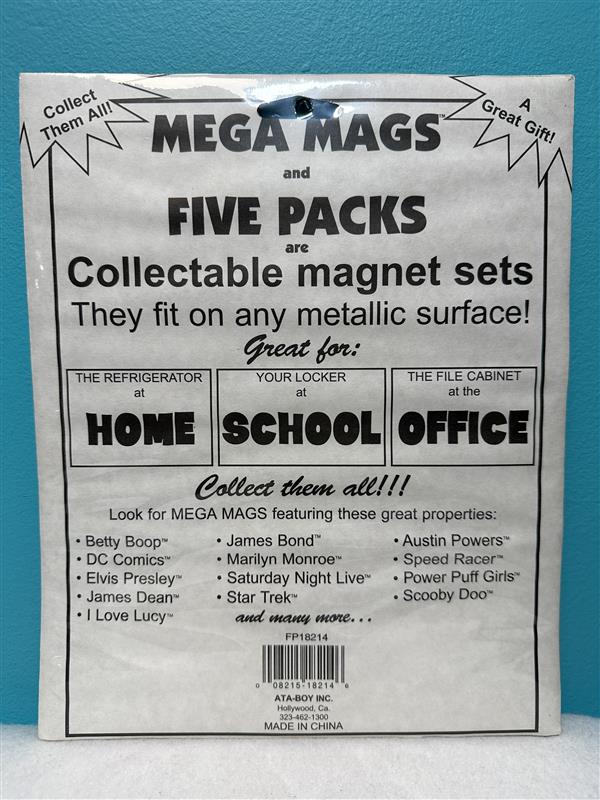 Collect
Them All!
A
Great Gift!
MEGA MAGS™
and
FIVE PACKS
are
Collectable magnet sets
They fit on any metallic surface!
Great for:
THE REFRIGERATOR
at
HOME
YOUR LOCKER
at
SCHOOL
THE FILE CABINET
at the
OFFICE
Collect them all!!!
Look for MEGA MAGS featuring these great properties:
• Betty Boop™
• DC Comics™
• Elvis Presley™
• James Dean™
• I Love Lucy™
• James Bond™
• Marilyn Monroe™
• Saturday Night Live™
• Star Trek™
• Austin Powers™
• Speed Racer™
• Power Puff Girls™
• Scooby Doo™
and many more...
FP18214
0 08215-18214 6
ATA-BOY INC.
Hollywood, Ca.
323-462-1300
MADE IN CHINA